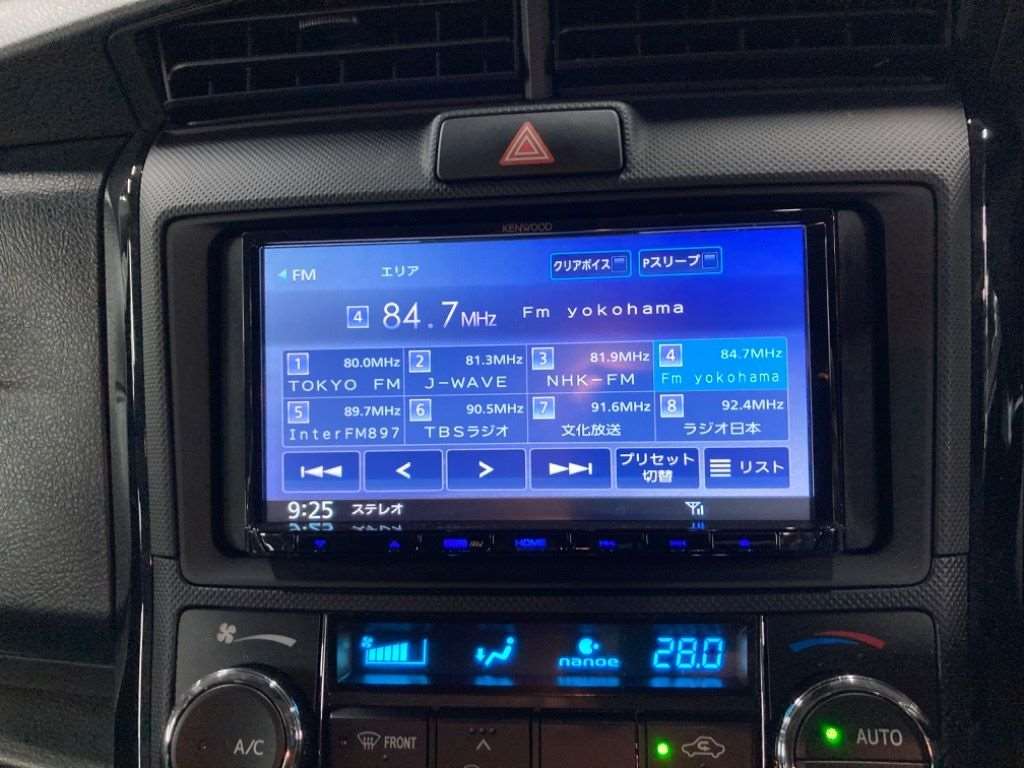 KENWOOD
FM エリア クリアボイス Pスリープ
4 84.7MHz Fm yokohama
1 80.0MHz 2 81.3MHz 3 81.9MHz 4 84.7MHz
TOKYO FM J-WAVE NHK-FM Fm yokohama
5 89.7MHz 6 90.5MHz 7 91.6MHz 8 92.4MHz
InterFM897 TBSラジオ 文化放送 ラジオ日本
プリセット
切替 リスト
9:25 ステレオ
HOME
nanoe 28.0
A/C FRONT AUTO